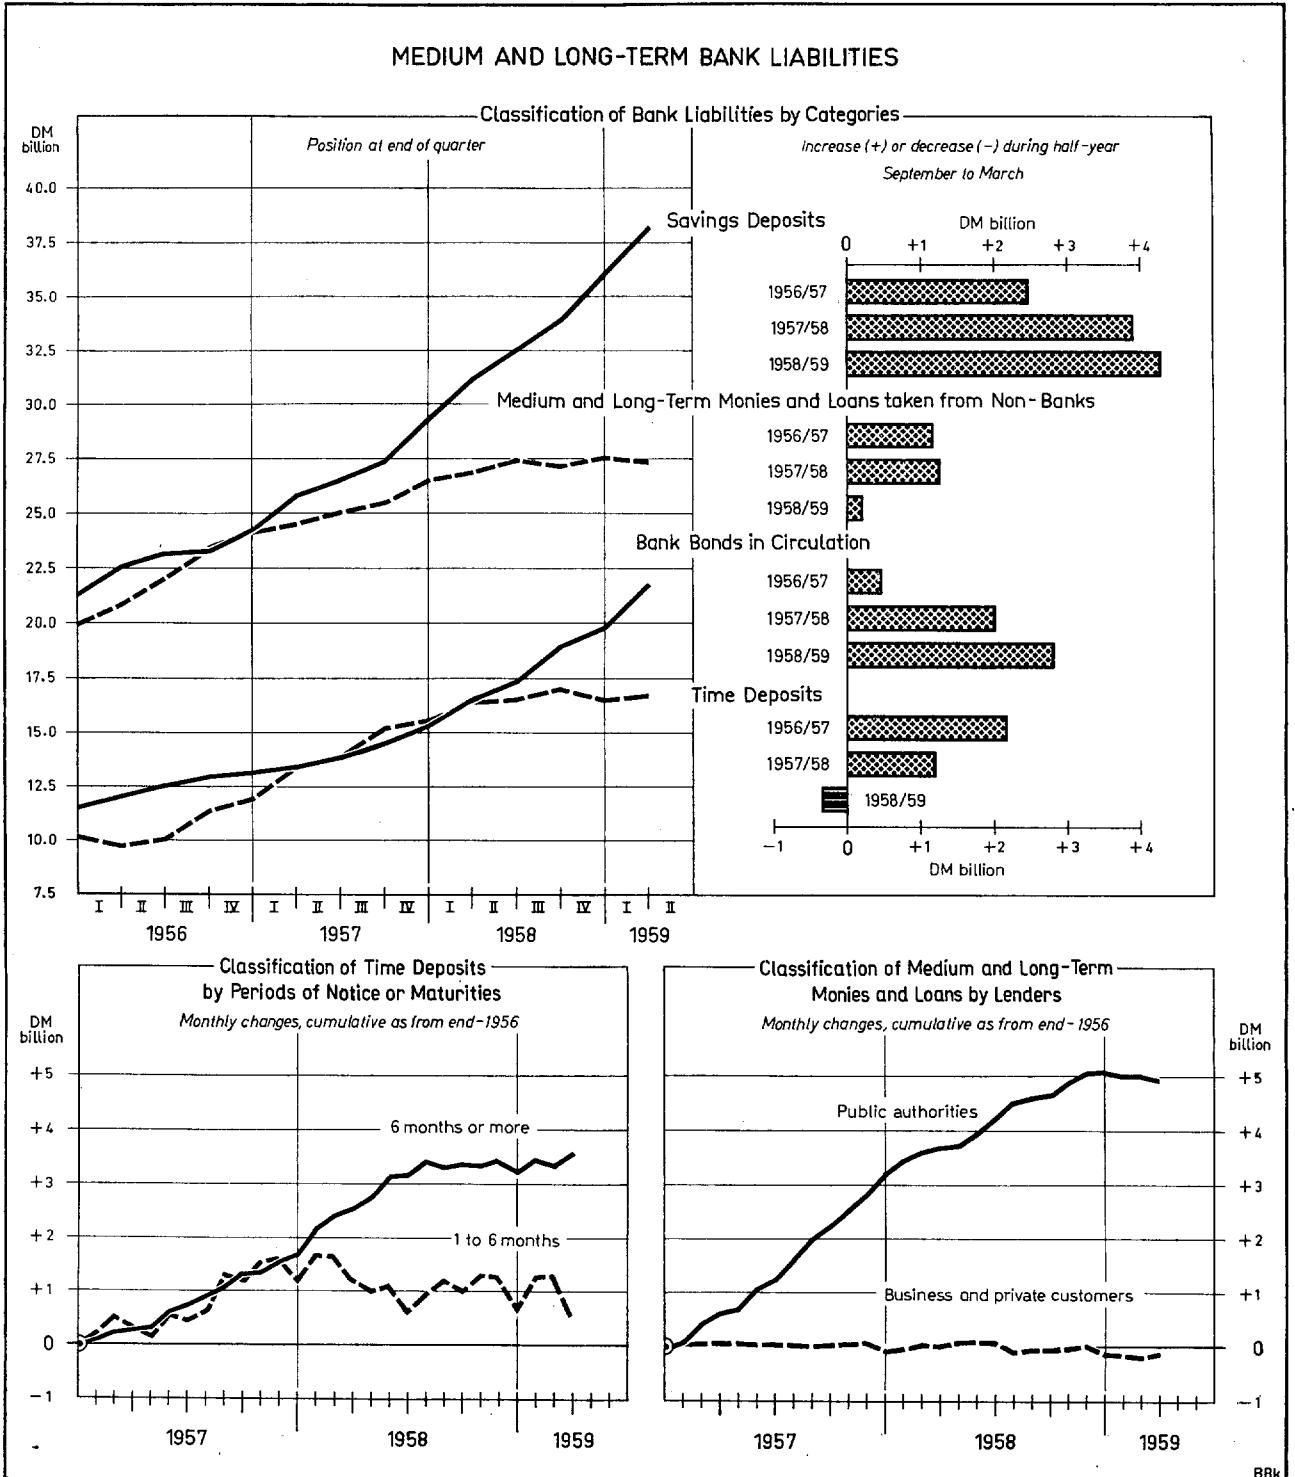 MEDIUM AND LONG-TERM BANK LIABILITIES
Classification of Bank Liabilities by Categories
DM
billion
Position at end of quarter
40.0
37.5
35.0
32.5
30.0
27.5
25.0
22.5
20.0
17.5
15.0
12.5
10.0
7.5
I II III IV I II III IV I II III IV I II
1956 1957 1958 1959
Increase (+) or decrease (-) during half-year
September to March
Savings Deposits
DM billion
0 +1 +2 +3 +4
1956/57
1957/58
1958/59
Medium and Long-Term Monies and Loans taken from Non-Banks
1956/57
1957/58
1958/59
Bank Bonds in Circulation
1956/57
1957/58
1958/59
Time Deposits
1956/57
1957/58
1958/59
-1 0 +1 +2 +3 +4
DM billion
Classification of Time Deposits
by Periods of Notice or Maturities
Monthly changes, cumulative as from end-1956
DM
billion
+5
+4
+3
+2
+1
0
-1
6 months or more
1 to 6 months
1957 1958 1959
Classification of Medium and Long-Term
Monies and Loans by Lenders
Monthly changes, cumulative as from end-1956
DM
billion
+5
+4
+3
+2
+1
0
-1
Public authorities
Business and private customers
1957 1958 1959
BBk